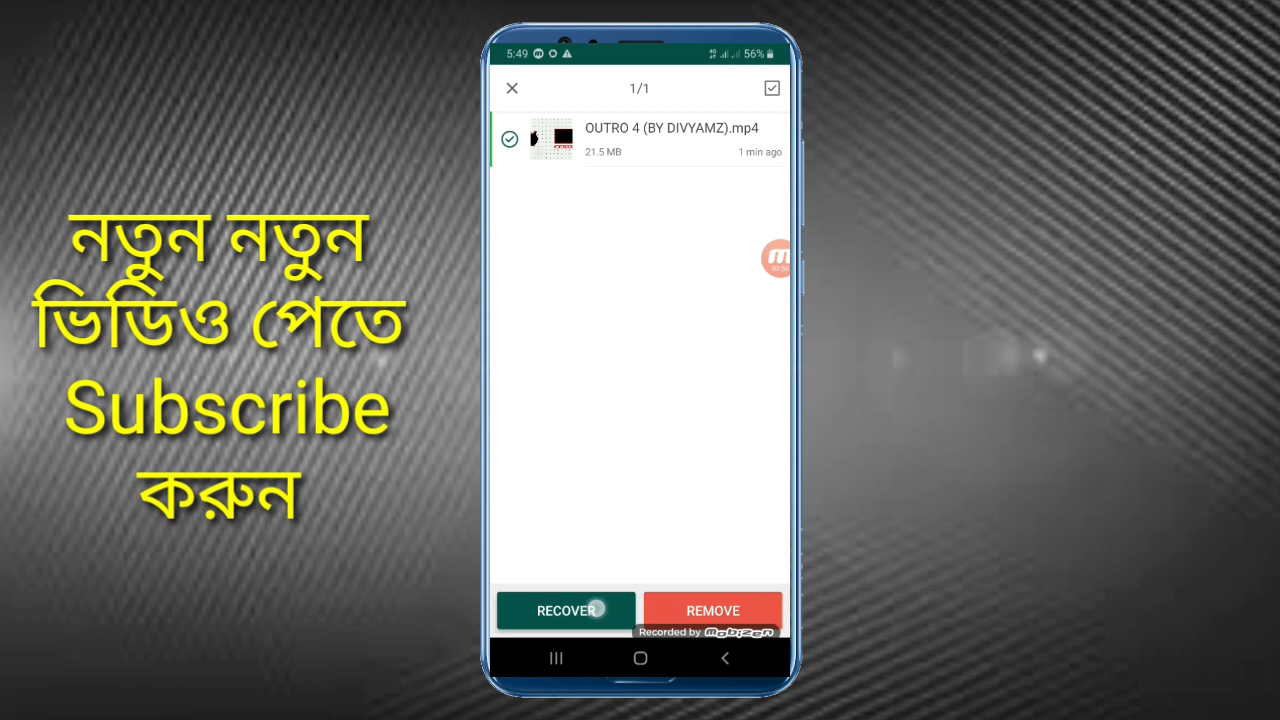 5:49
56%
1/1
OUTRO 4 (BY DIVYAMZ).mp4
21.5 MB
1 min ago
নতুন নতুন
ভিডিও পেতে
Subscribe
করুন
RECOVER
REMOVE
Recorded by mobizen